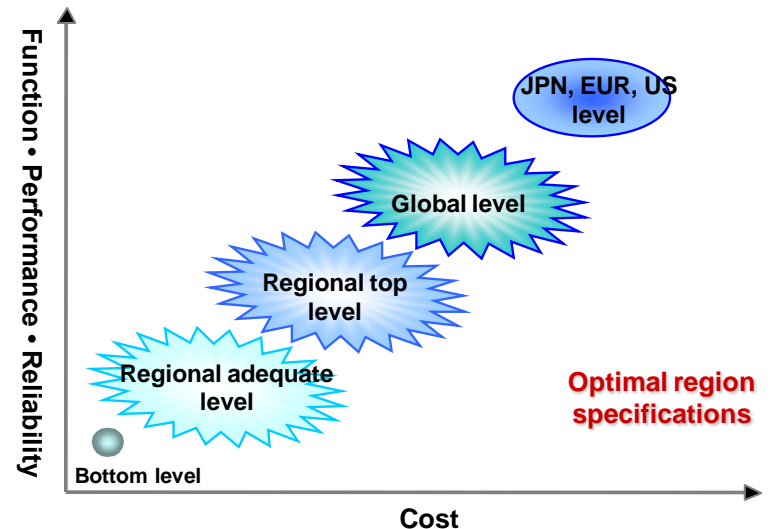 Function • Performance • Reliability
JPN, EUR, US
level
Global level
Regional top
level
Regional adequate
level
Optimal region
specifications
Bottom level
Cost